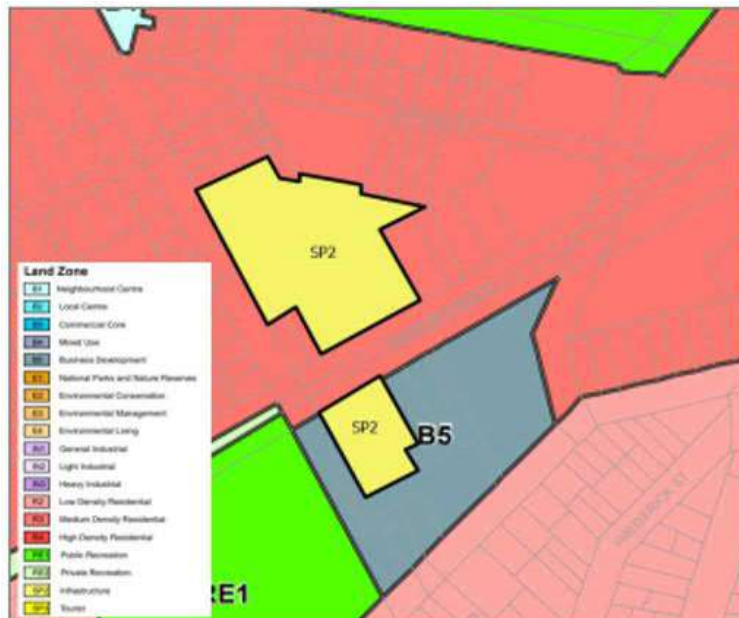 SP2
Land Zone
B1 Neighbourhood Centre
B2 Local Centre
B3 Commercial Core
B4 Mixed Use
B5 Business Development
E1 National Parks and Nature Reserves
E2 Environmental Conservation
E3 Environmental Management
E4 Environmental Living
IN1 General Industrial
IN2 Light Industrial
IN3 Heavy Industrial
R2 Low Density Residential
R3 Medium Density Residential
R4 High Density Residential
RE1 Public Recreation
RE2 Private Recreation
SP2 Infrastructure
SP3 Tourist
SP2
B5
FREDERICK ST
RE1